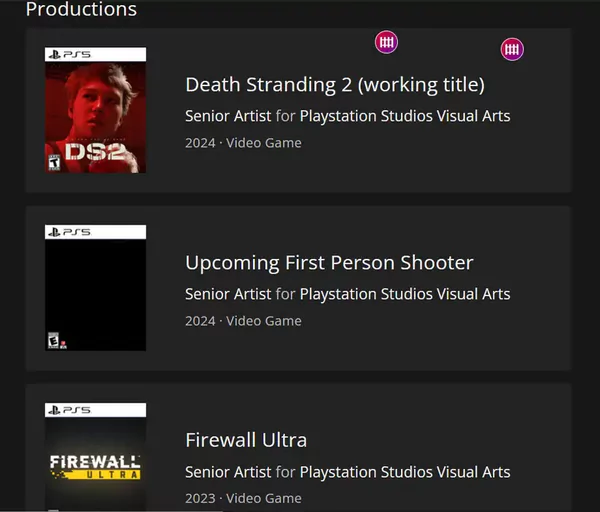 Productions
PS5
DS2
T
Death Stranding 2 (working title)
Senior Artist for Playstation Studios Visual Arts
2024 · Video Game
PS5
E
Upcoming First Person Shooter
Senior Artist for Playstation Studios Visual Arts
2024 · Video Game
PS5
FIREWALL
ULTRA
Firewall Ultra
Senior Artist for Playstation Studios Visual Arts
2023 · Video Game